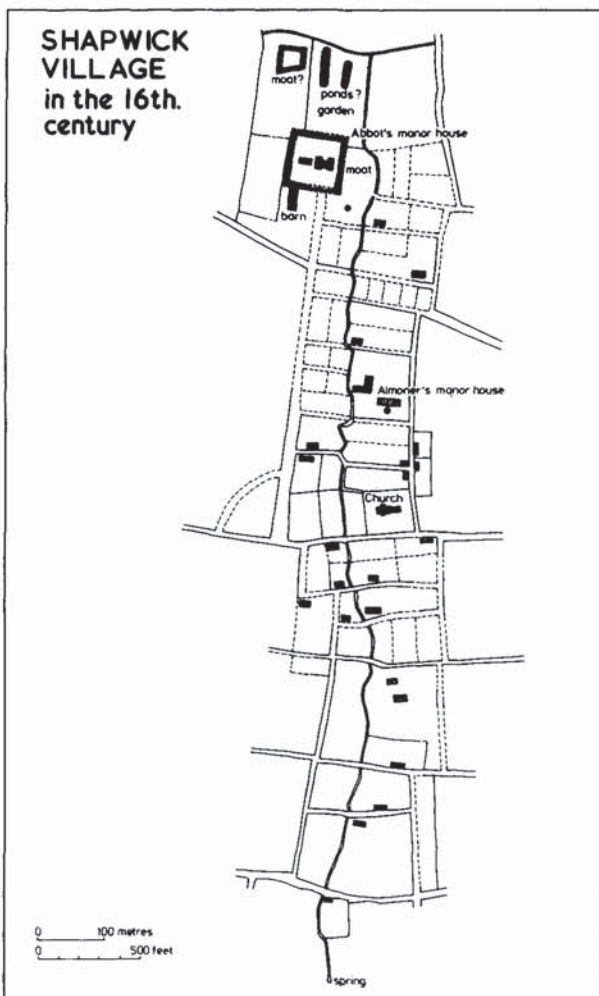 SHAPWICK
VILLAGE
in the 16th.
century
moat?
ponds?
garden
Abbot's manor house
moat
barn
Almoner's manor house
Church
0 100 metres
0 500 feet
spring